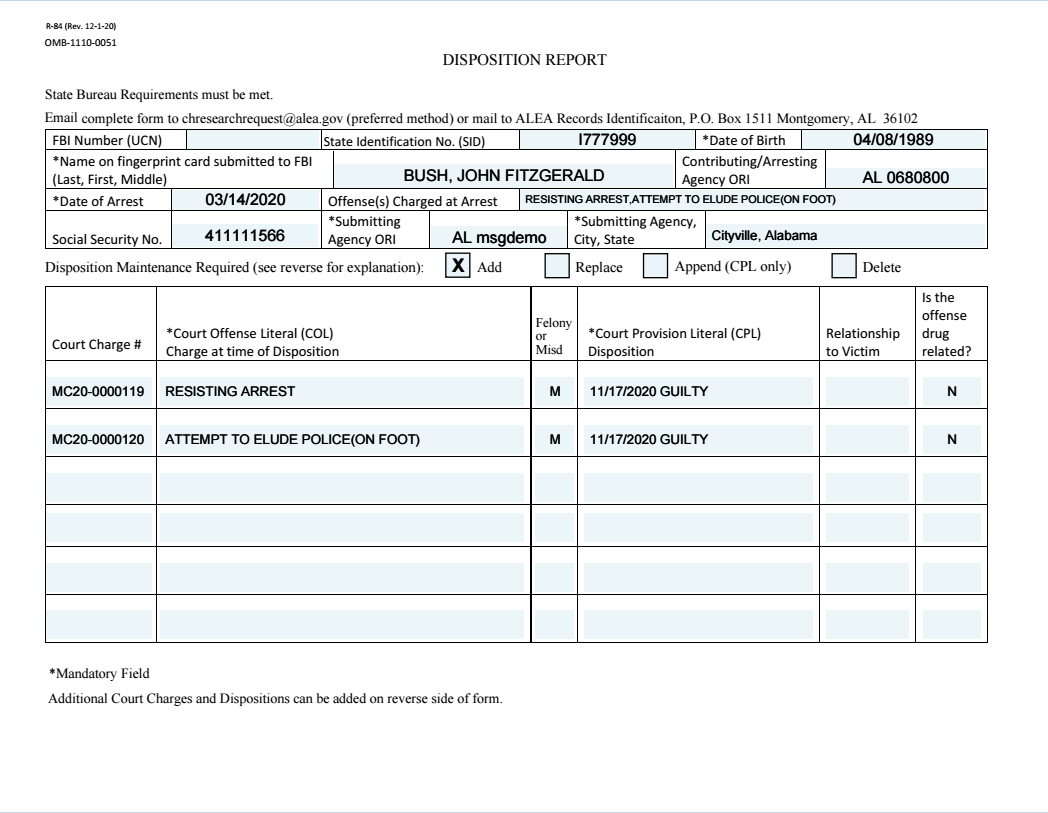 R-84 (Rev. 12-1-20)
OMB-1110-0051
DISPOSITION REPORT
State Bureau Requirements must be met.
Email complete form to chresearchrequest@alea.gov (preferred method) or mail to ALEA Records Identificaiton, P.O. Box 1511 Montgomery, AL 36102
FBI Number (UCN) State Identification No. (SID) I777999 *Date of Birth 04/08/1989
*Name on fingerprint card submitted to FBI
(Last, First, Middle) BUSH, JOHN FITZGERALD Contributing/Arresting
Agency ORI AL 0680800
*Date of Arrest 03/14/2020 Offense(s) Charged at Arrest RESISTING ARREST,ATTEMPT TO ELUDE POLICE(ON FOOT)
Social Security No. 411111566 *Submitting
Agency ORI AL msgdemo *Submitting Agency,
City, State Cityville, Alabama
Disposition Maintenance Required (see reverse for explanation): X Add Replace Append (CPL only) Delete
Court Charge # *Court Offense Literal (COL)
Charge at time of Disposition Felony
or
Misd *Court Provision Literal (CPL)
Disposition Relationship
to Victim Is the
offense
drug
related?
MC20-0000119 RESISTING ARREST M 11/17/2020 GUILTY N
MC20-0000120 ATTEMPT TO ELUDE POLICE(ON FOOT) M 11/17/2020 GUILTY N
*Mandatory Field
Additional Court Charges and Dispositions can be added on reverse side of form.